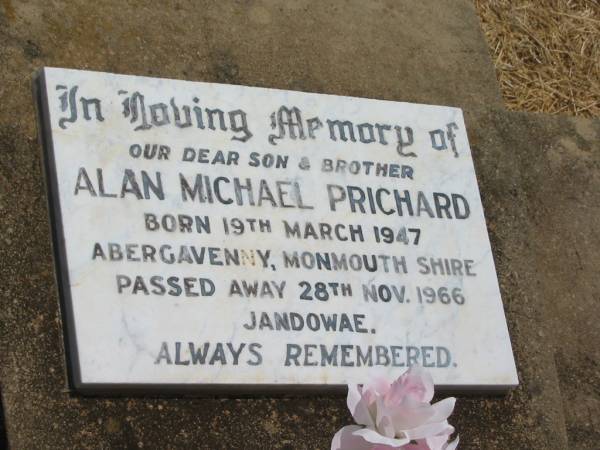 In Loving Memory of
OUR DEAR SON & BROTHER
ALAN MICHAEL PRICHARD
BORN 19TH MARCH 1947
ABERGAVENNY, MONMOUTH SHIRE
PASSED AWAY 28TH NOV. 1966
JANDOWAE.
ALWAYS REMEMBERED.